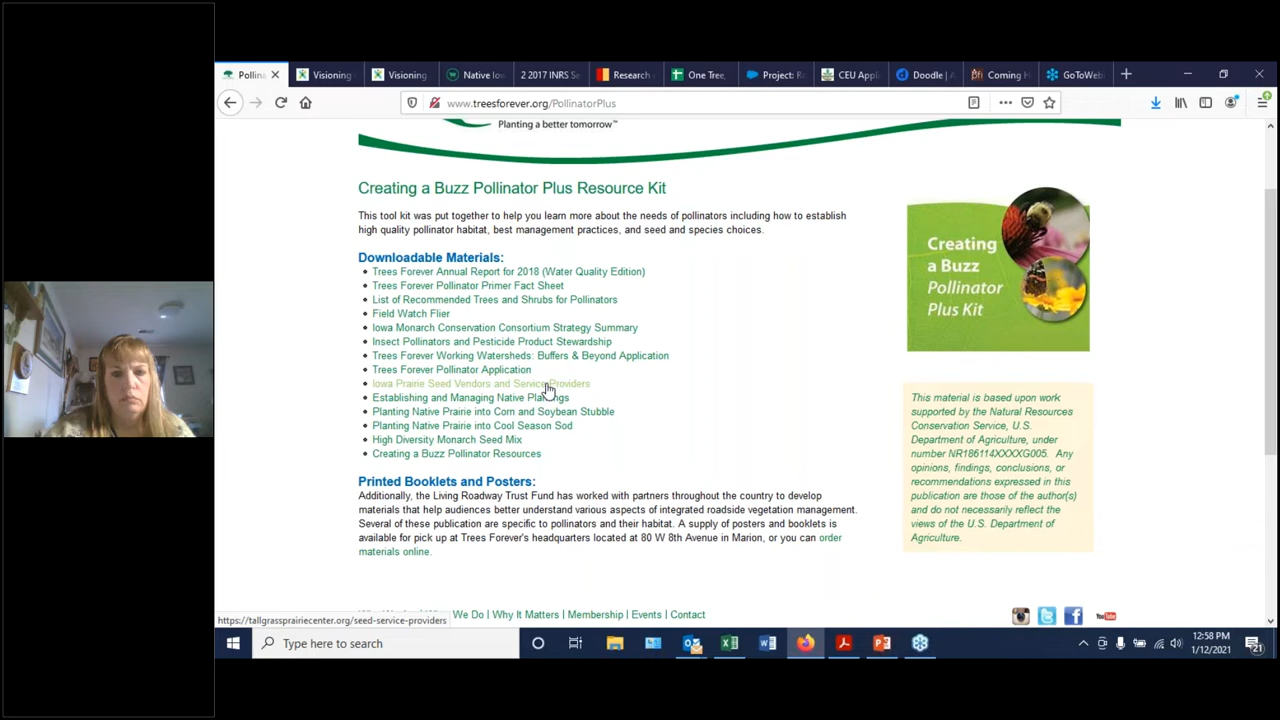 Pollina
Visioning
Visioning
Native Io
2 2017 INRS Se
Research
One Tree,
Project: R
CEU Appli
Doodle | A
Coming H
GoToWeb
www.treesforever.org/PollinatorPlus
Planting a better tomorrow™
Creating a Buzz Pollinator Plus Resource Kit
This tool kit was put together to help you learn more about the needs of pollinators including how to establish
high quality pollinator habitat, best management practices, and seed and species choices.
Downloadable Materials:
Trees Forever Annual Report for 2018 (Water Quality Edition)
Trees Forever Pollinator Primer Fact Sheet
List of Recommended Trees and Shrubs for Pollinators
Field Watch Flier
Iowa Monarch Conservation Consortium Strategy Summary
Insect Pollinators and Pesticide Product Stewardship
Trees Forever Working Watersheds: Buffers & Beyond Application
Trees Forever Pollinator Application
Iowa Prairie Seed Vendors and Service Providers
Establishing and Managing Native Plantings
Planting Native Prairie into Corn and Soybean Stubble
Planting Native Prairie into Cool Season Sod
High Diversity Monarch Seed Mix
Creating a Buzz Pollinator Resources
Printed Booklets and Posters:
Additionally, the Living Roadway Trust Fund has worked with partners throughout the country to develop
materials that help audiences better understand various aspects of integrated roadside vegetation management.
Several of these publication are specific to pollinators and their habitat. A supply of posters and booklets is
available for pick up at Trees Forever's headquarters located at 80 W 8th Avenue in Marion, or you can order
materials online.
Creating
a Buzz
Pollinator
Plus Kit
This material is based upon work
supported by the Natural Resources
Conservation Service, U.S.
Department of Agriculture, under
number NR186114XXXXG005. Any
opinions, findings, conclusions, or
recommendations expressed in this
publication are those of the author(s)
and do not necessarily reflect the
views of the U.S. Department of
Agriculture.
We Do | Why It Matters | Membership | Events | Contact
You Tube
https://tallgrassprairiecenter.org/seed-service-providers
Type here to search
12:58 PM
1/12/2021
21